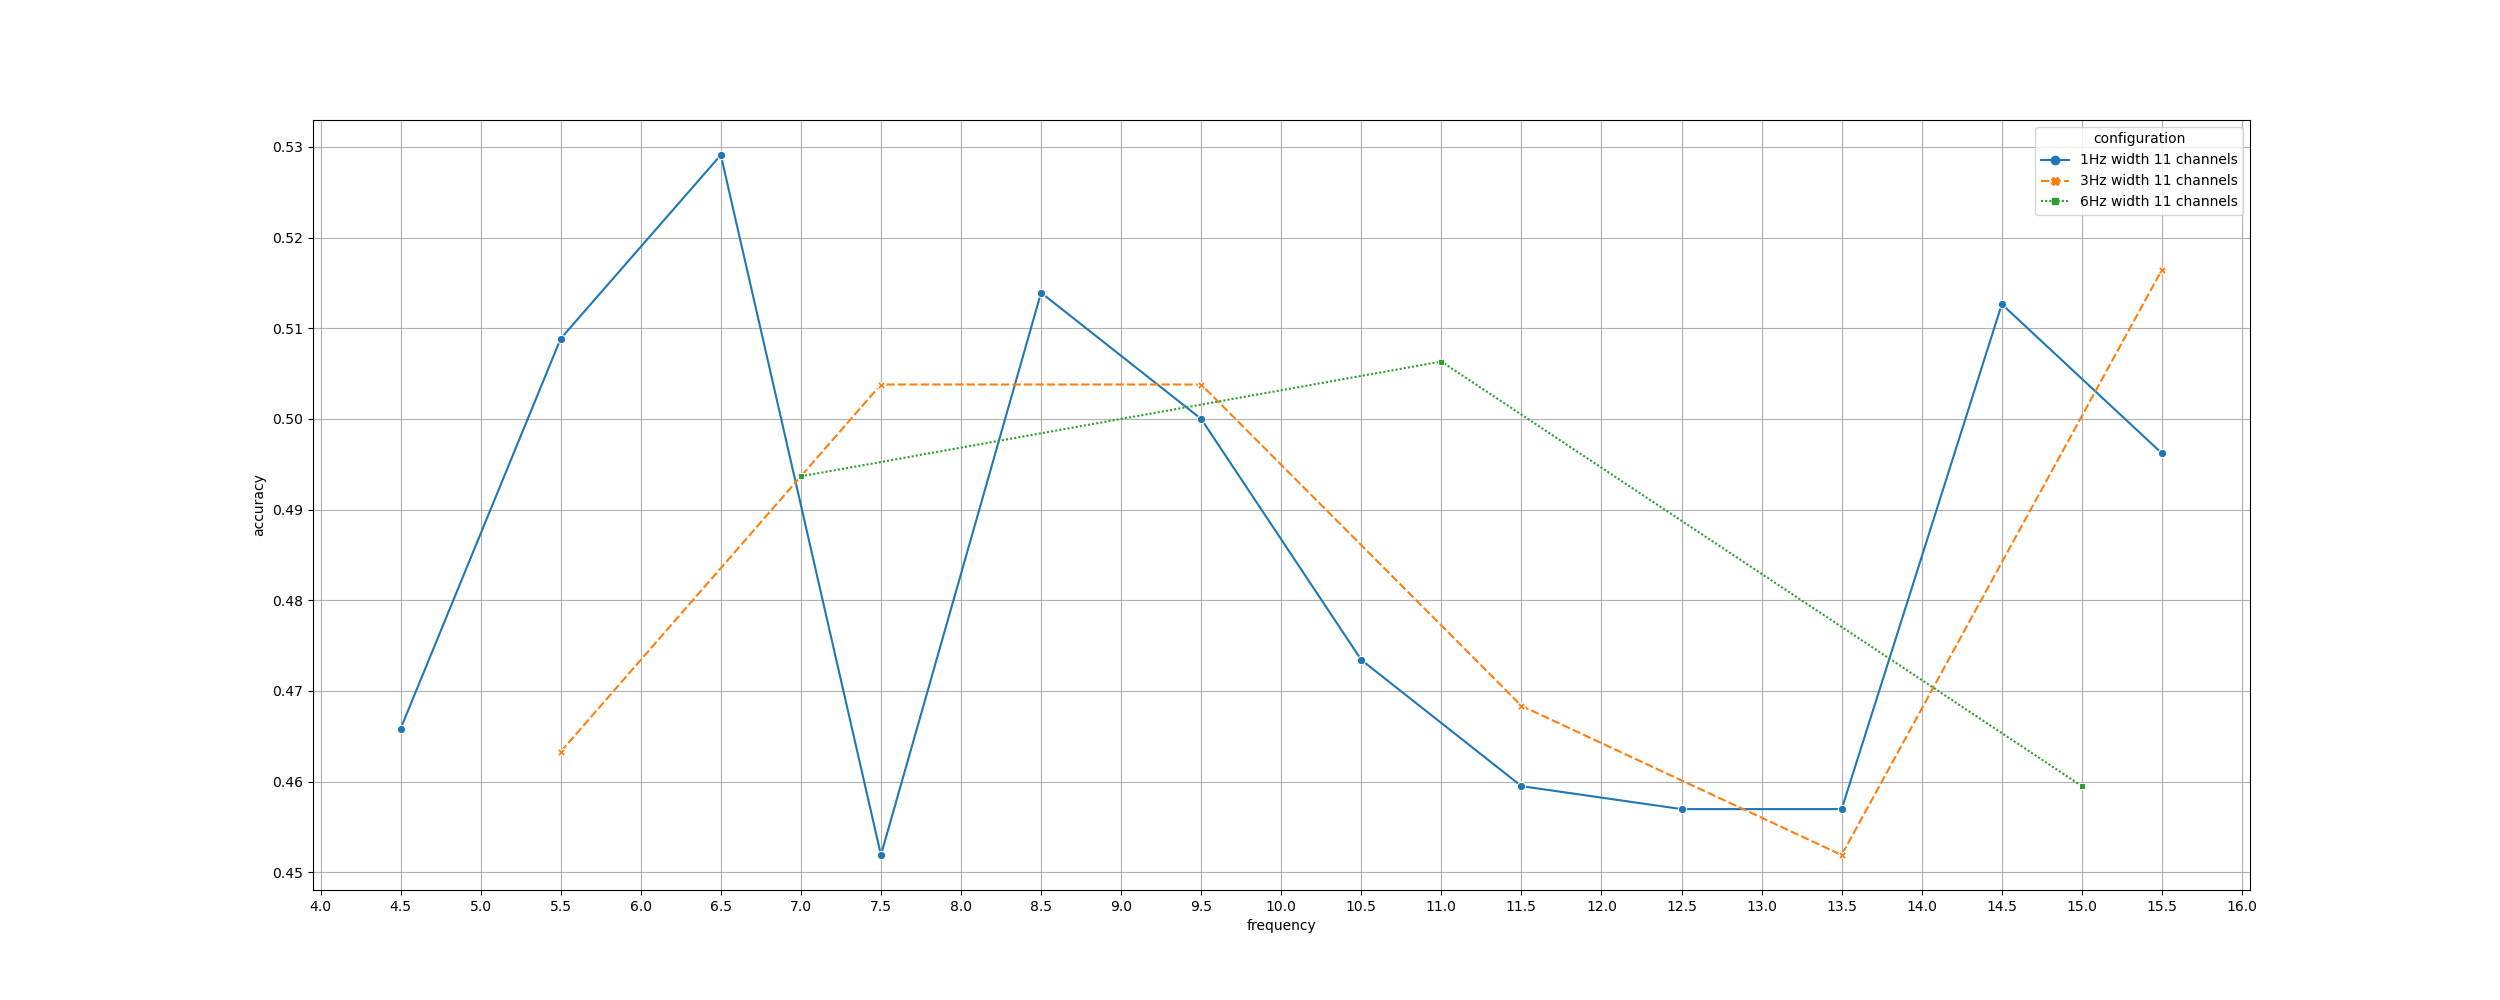 configuration
1Hz width 11 channels
3Hz width 11 channels
6Hz width 11 channels
0.53
0.52
0.51
0.50
0.49
0.48
0.47
0.46
0.45
accuracy
4.0 4.5 5.0 5.5 6.0 6.5 7.0 7.5 8.0 8.5 9.0 9.5 10.0 10.5 11.0 11.5 12.0 12.5 13.0 13.5 14.0 14.5 15.0 15.5 16.0
frequency